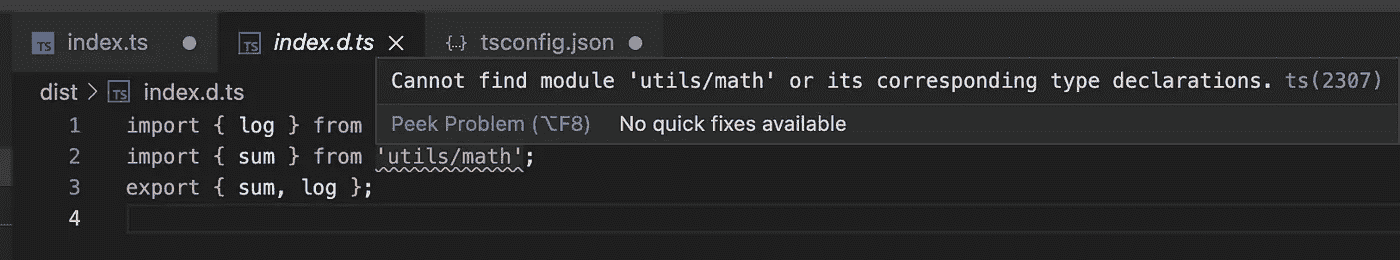 TS index.ts ● TS index.d.ts × {..} tsconfig.json ●
Cannot find module 'utils/math' or its corresponding type declarations. ts(2307)
dist > TS index.d.ts
Peek Problem (⌥F8) No quick fixes available
1 import { log } from
2 import { sum } from 'utils/math';
3 export { sum, log };
4